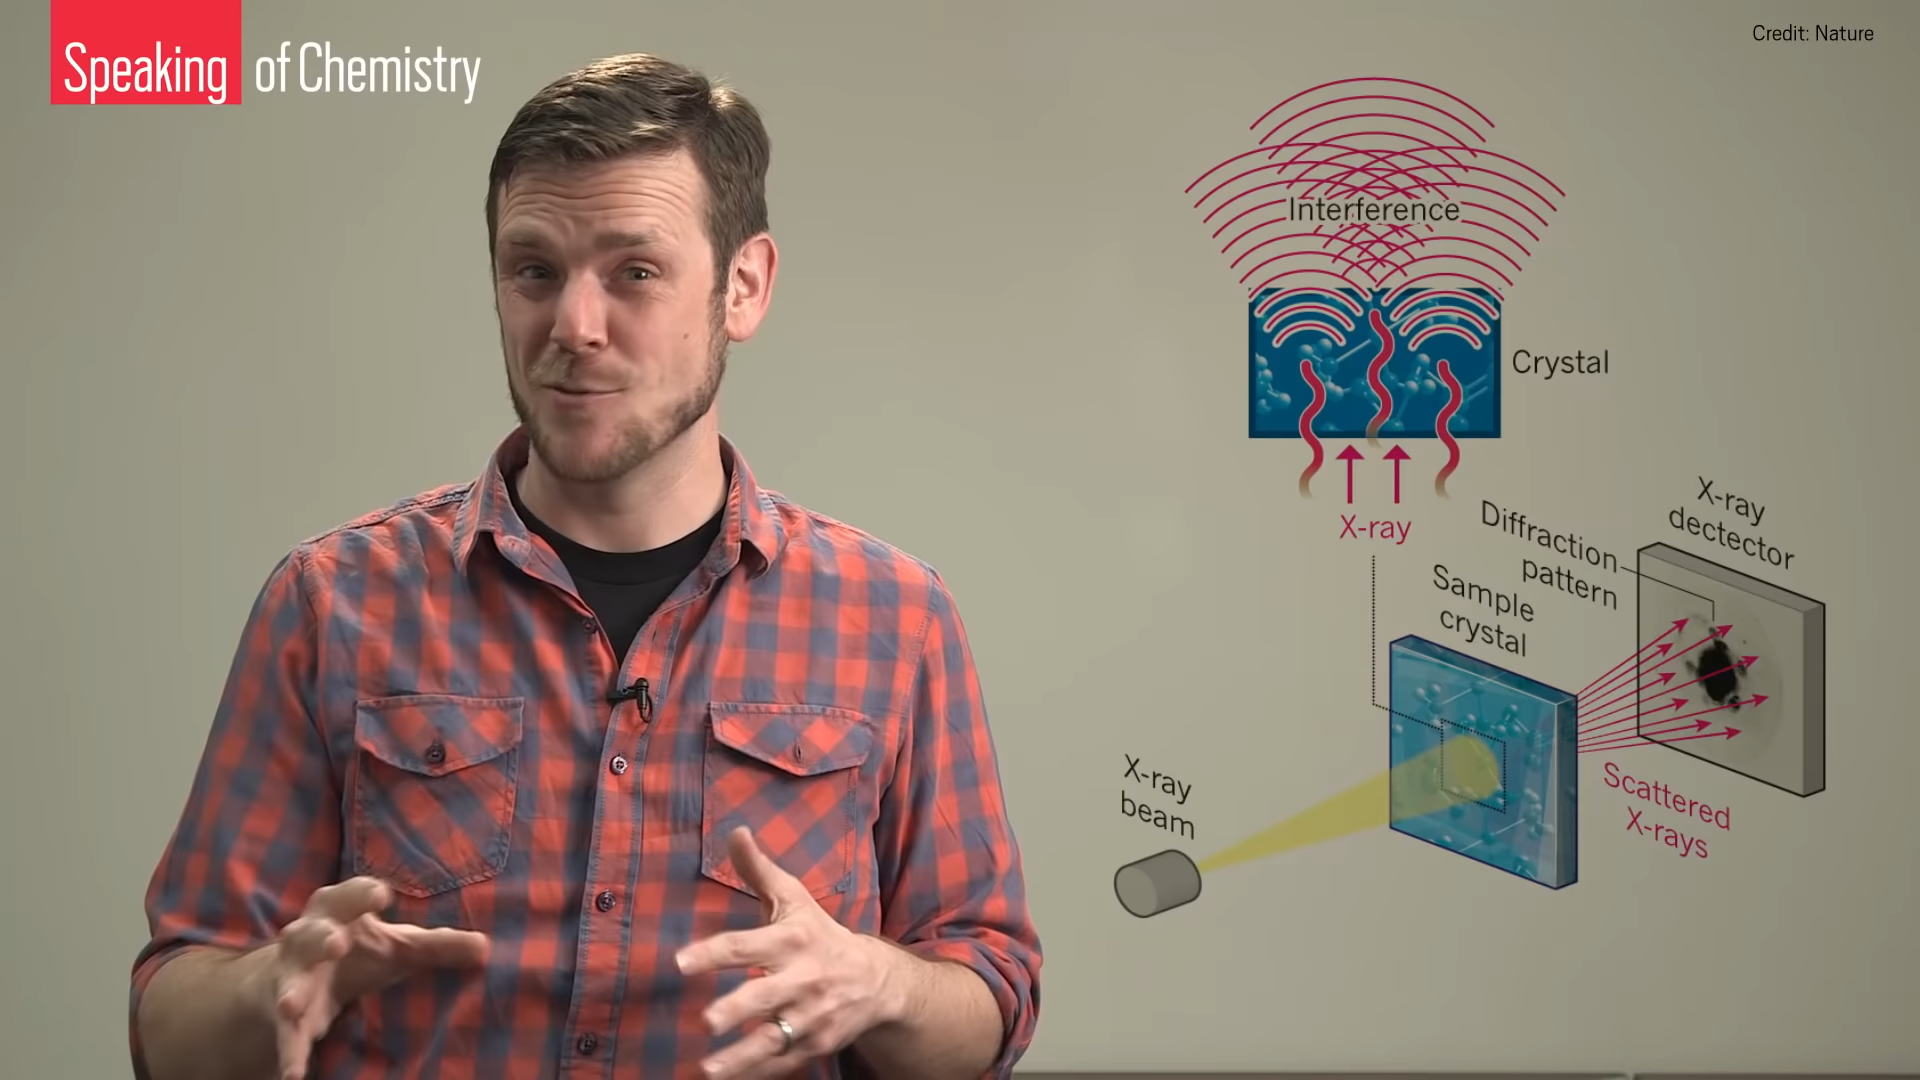 Speaking of Chemistry
Credit: Nature
Interference
Crystal
X-ray
X-ray
dectector
Diffraction
pattern
Sample
crystal
X-ray
beam
Scattered
X-rays